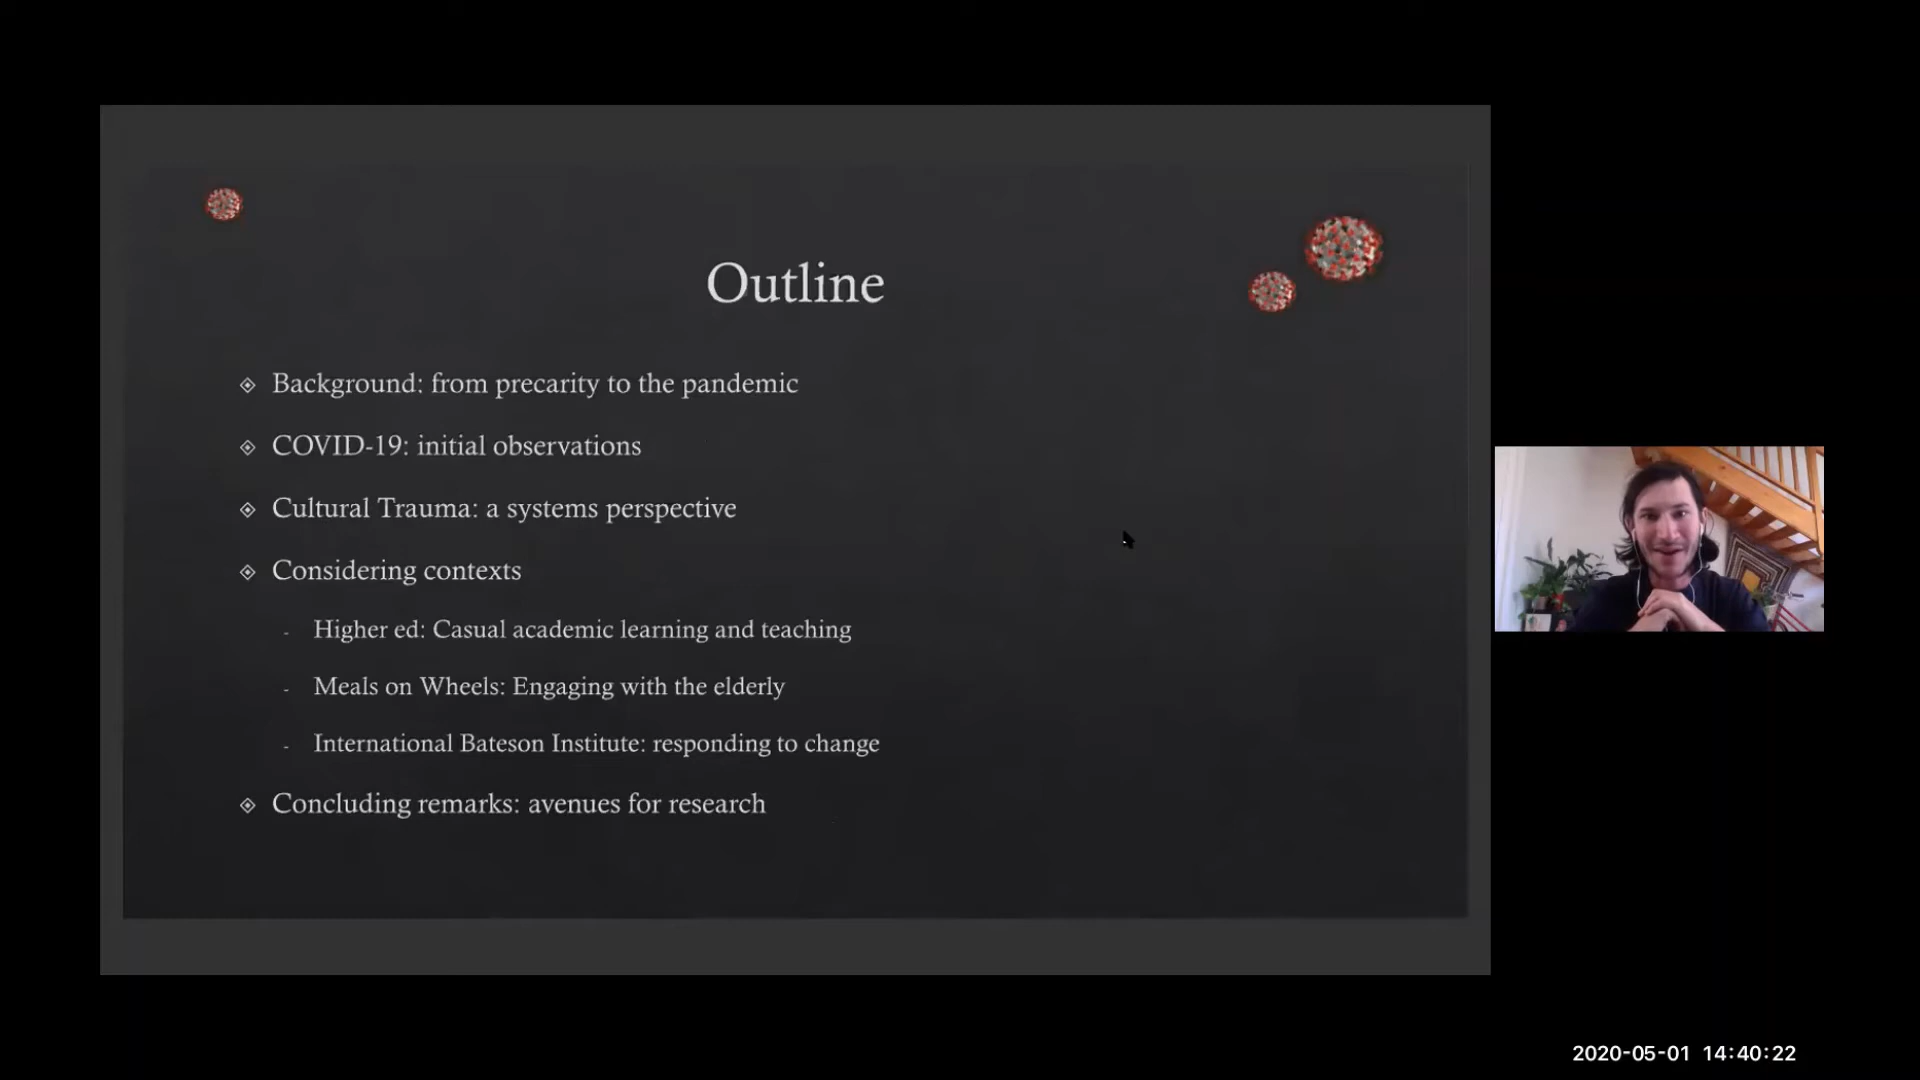 Outline
Background: from precarity to the pandemic
COVID-19: initial observations
Cultural Trauma: a systems perspective
Considering contexts
- Higher ed: Casual academic learning and teaching
- Meals on Wheels: Engaging with the elderly
- International Bateson Institute: responding to change
Concluding remarks: avenues for research
2020-05-01 14:40:22